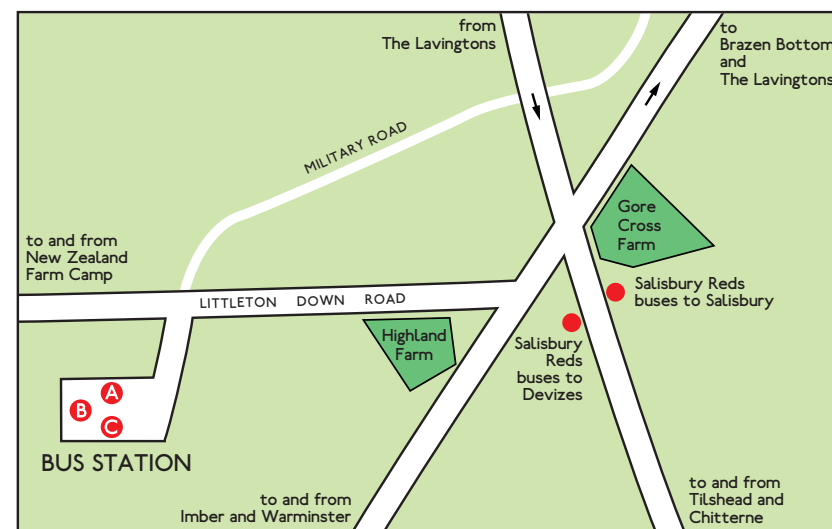 from
The Lavingtons
to
Brazen Bottom
and
The Lavingtons
MILITARY ROAD
Gore
Cross
Farm
to and from
New Zealand
Farm Camp
LITTLETON DOWN ROAD
Salisbury Reds
buses to Salisbury
Highland
Farm
Salisbury
Reds
buses to
Devizes
A
B
C
BUS STATION
to and from
Imber and Warminster
to and from
Tilshead and
Chitterne